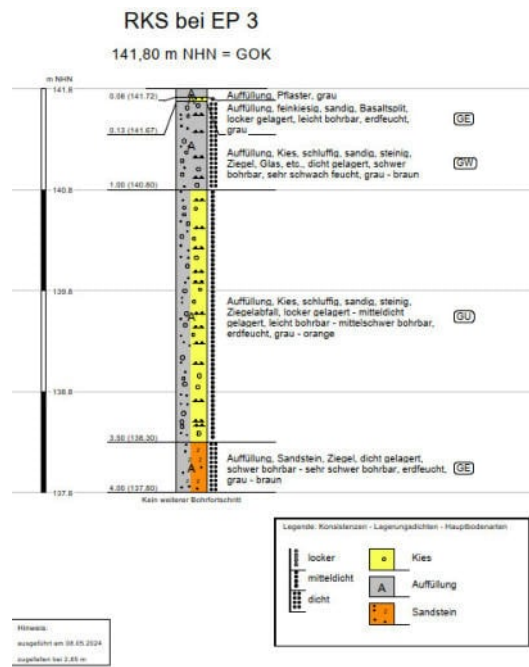 RKS bei EP 3
141,80 m NHN = GOK
m NHN
141.8
0.08 (141.72)
Auffüllung, Pflaster, grau
0.13 (141.67)
Auffüllung, feinkiesig, sandig, Basaltsplit,
locker gelagert, leicht bohrbar, erdfeucht,
grau
GE
A
Auffüllung, Kies, schluffig, sandig, steinig,
Ziegel, Glas, etc., dicht gelagert, schwer
bohrbar, sehr schwach feucht, grau - braun
GW
A
1.00 (140.80)
140.8
139.8
Auffüllung, Kies, schluffig, sandig, steinig,
Ziegelabfall, locker gelagert - mitteldicht
gelagert, leicht bohrbar - mittelschwer bohrbar,
erdfeucht, grau - orange
GU
A
138.8
3.50 (138.30)
Auffüllung, Sandstein, Ziegel, dicht gelagert,
schwer bohrbar - sehr schwer bohrbar, erdfeucht,
grau - braun
GE
A
4.00 (137.80)
137.8
Kein weiterer Bohrfortschritt
Legende: Konsistenzen - Lagerungsdichten - Hauptbodenarten
locker
mitteldicht
dicht
Kies
A Auffüllung
Sandstein
Hinweis:
ausgeführt am 08.05.2024
zugefallen bei 2,85 m